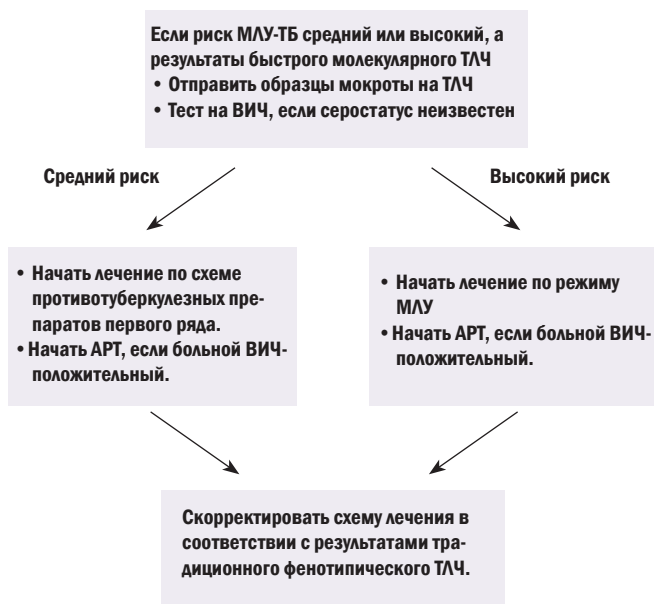 Если риск МЛУ-ТБ средний или высокий, а
результаты быстрого молекулярного ТЛЧ
• Отправить образцы мокроты на ТЛЧ
• Тест на ВИЧ, если серостатус неизвестен
Средний риск
Высокий риск
• Начать лечение по схеме
противотуберкулезных пре-
паратов первого ряда.
• Начать АРТ, если больной ВИЧ-
положительный.
• Начать лечение по режиму
МЛУ
• Начать АРТ, если больной ВИЧ-
положительный.
Скорректировать схему лечения в
соответствии с результатами тра-
диционного фенотипического ТЛЧ.